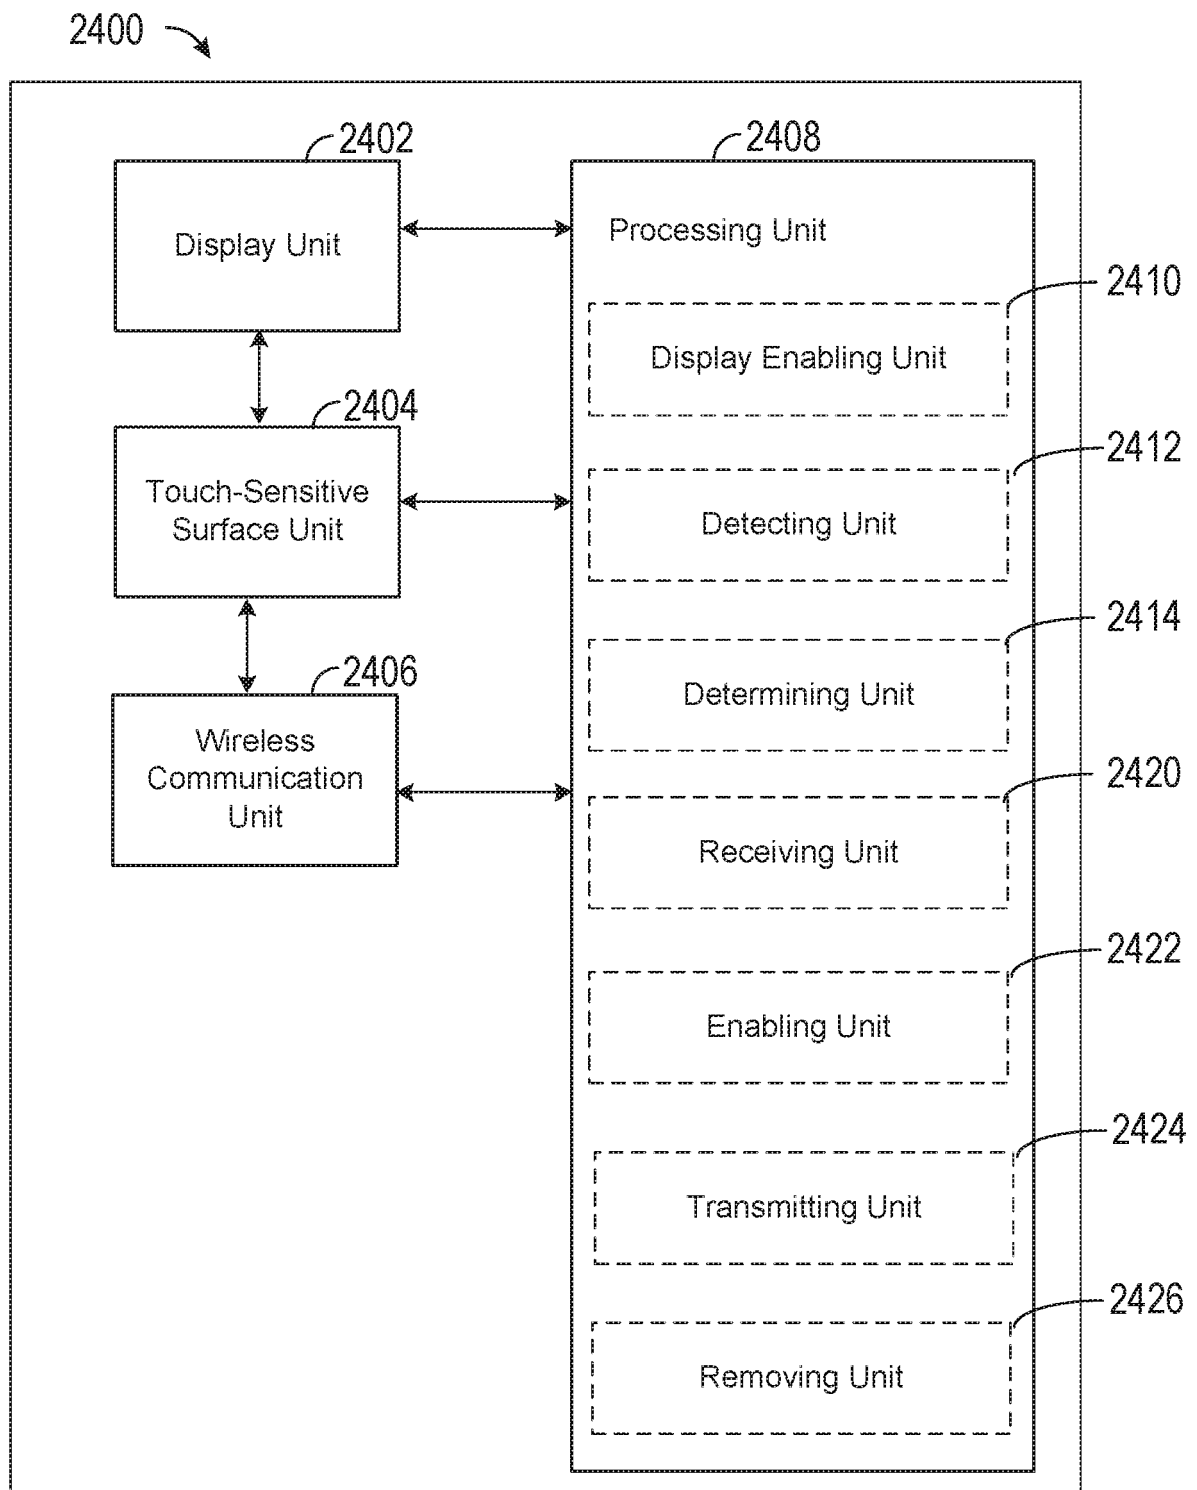 2400
2402
Display Unit
2404
Touch-Sensitive
Surface Unit
2406
Wireless
Communication
Unit
2408
Processing Unit
2410
Display Enabling Unit
2412
Detecting Unit
2414
Determining Unit
2420
Receiving Unit
2422
Enabling Unit
2424
Transmitting Unit
2426
Removing Unit